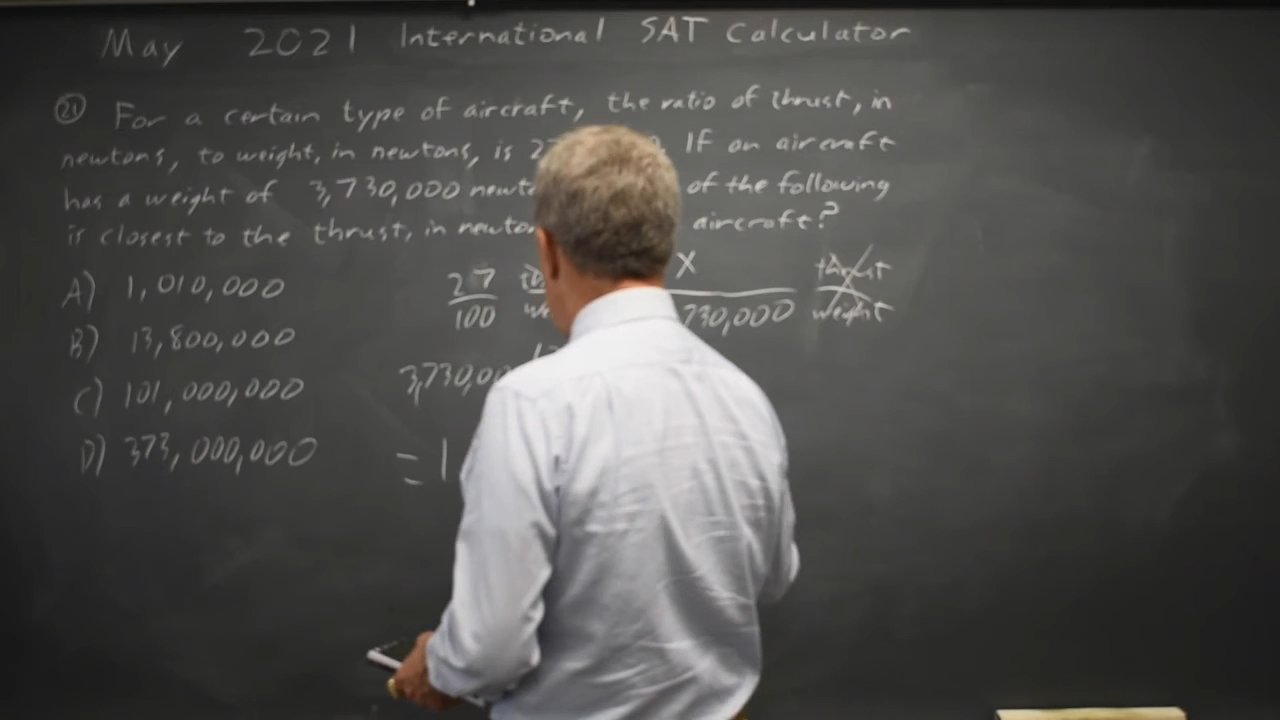 May 2021 International SAT Calculator
21 For a certain type of aircraft, the ratio of thrust, in
newtons, to weight, in newtons, is If an aircraft
has a weight of 3,730,000 of the following
is closest to the thrust, in aircraft?
A) 1,010,000
B) 13,800,000
C) 101,000,000
D) 373,000,000
27 X thrust
100 730,000 weight
3,730,00
= 1